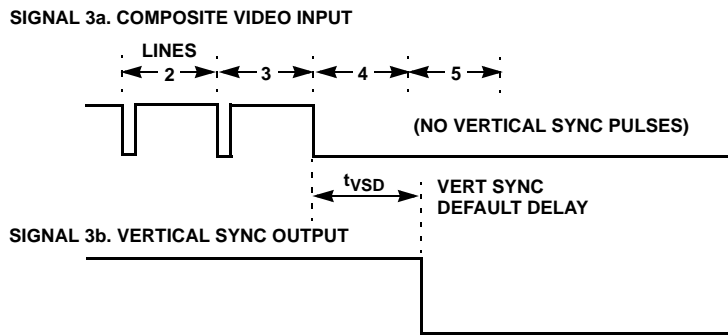 SIGNAL 3a. COMPOSITE VIDEO INPUT
LINES
2 3 4 5
(NO VERTICAL SYNC PULSES)
tVSD
VERT SYNC
DEFAULT DELAY
SIGNAL 3b. VERTICAL SYNC OUTPUT